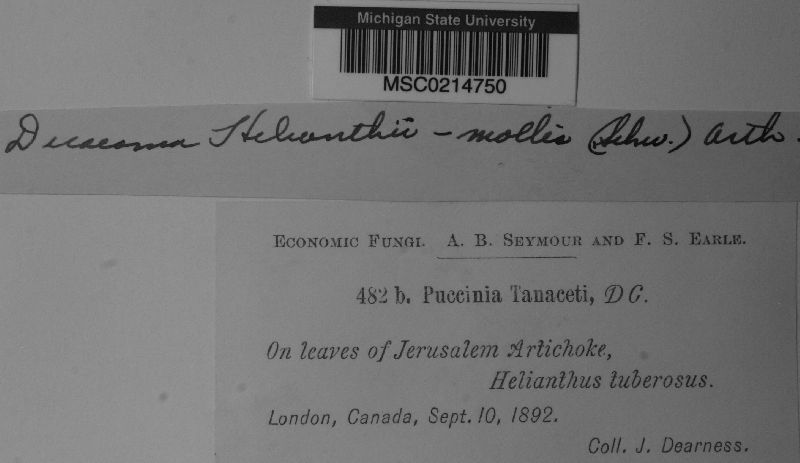 Michigan State University
MSC0214750
Dicaeoma Helianthii - mollis (Schw.) Arth.
ECONOMIC FUNGI. A. B. SEYMOUR AND F. S. EARLE.
482 b. Puccinia Tanaceti, DC.
On leaves of Jerusalem Artichoke,
Helianthus tuberosus.
London, Canada, Sept. 10, 1892.
Coll. J. Dearness.